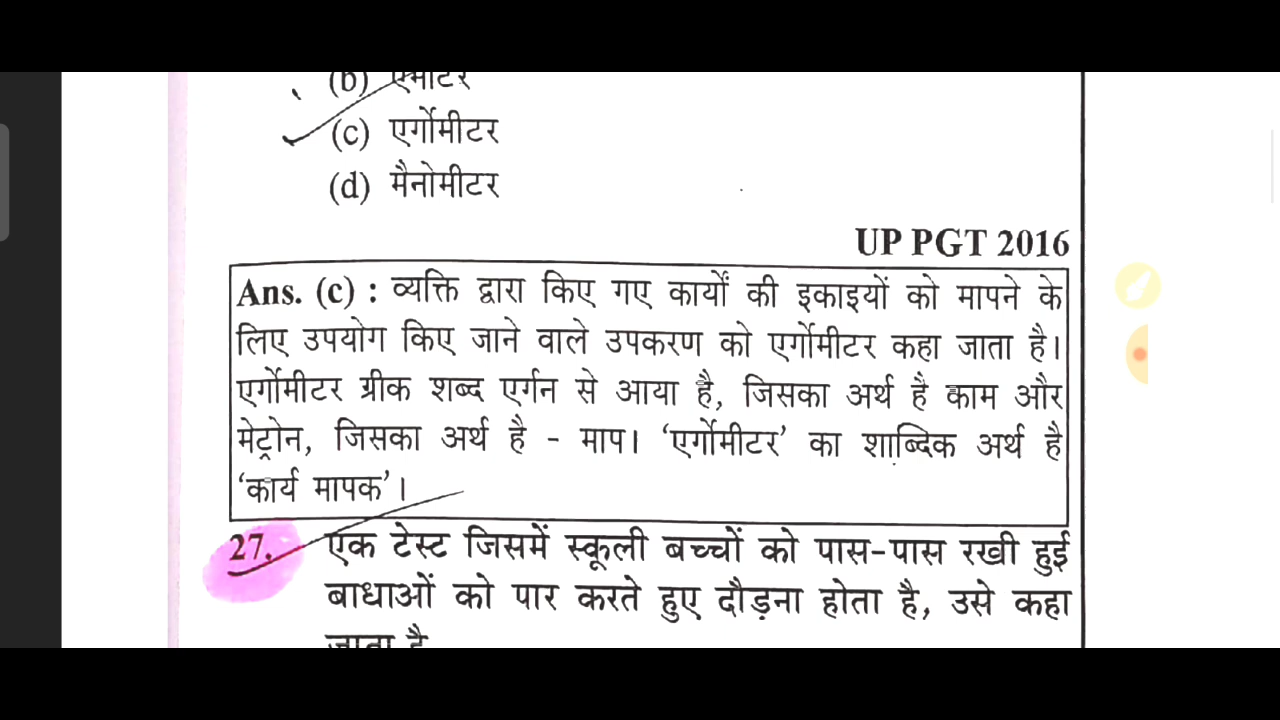 (b) एमीटर
(c) एर्गोमीटर
(d) मैनोमीटर
UP PGT 2016
Ans. (c) : व्यक्ति द्वारा किए गए कार्यों की इकाइयों को मापने के
लिए उपयोग किए जाने वाले उपकरण को एर्गोमीटर कहा जाता है।
एर्गोमीटर ग्रीक शब्द एर्गन से आया है, जिसका अर्थ है काम और
मेट्रोन, जिसका अर्थ है - माप। ‘एर्गोमीटर’ का शाब्दिक अर्थ है
‘कार्य मापक’।
27. एक टेस्ट जिसमें स्कूली बच्चों को पास-पास रखी हुई
बाधाओं को पार करते हुए दौड़ना होता है, उसे कहा
जाता है